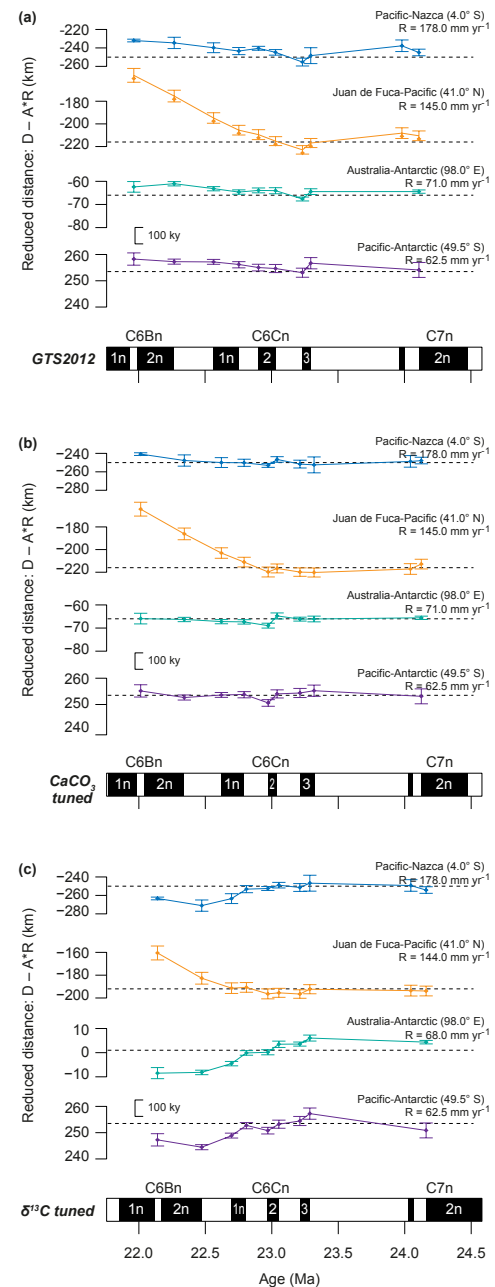 (a)
Reduced distance: D − A*R (km)
Pacific-Nazca (4.0° S)
R = 178.0 mm yr⁻¹
−220
−240
−260
Juan de Fuca-Pacific (41.0° N)
R = 145.0 mm yr⁻¹
−160
−180
−200
−220
Australia-Antarctic (98.0° E)
R = 71.0 mm yr⁻¹
−60
−70
−80
100 ky
Pacific-Antarctic (49.5° S)
R = 62.5 mm yr⁻¹
260
250
240
C6Bn C6Cn C7n
GTS2012 1n 2n 1n 2 3 2n
(b)
Reduced distance: D − A*R (km)
Pacific-Nazca (4.0° S)
R = 178.0 mm yr⁻¹
−240
−260
−280
Juan de Fuca-Pacific (41.0° N)
R = 145.0 mm yr⁻¹
−160
−180
−200
−220
Australia-Antarctic (98.0° E)
R = 71.0 mm yr⁻¹
−60
−70
−80
100 ky
Pacific-Antarctic (49.5° S)
R = 62.5 mm yr⁻¹
260
250
240
C6Bn C6Cn C7n
CaCO₃ 1n 2n 1n 2 3 2n
tuned
(c)
Reduced distance: D − A*R (km)
Pacific-Nazca (4.0° S)
R = 178.0 mm yr⁻¹
−240
−260
−280
Juan de Fuca-Pacific (41.0° N)
R = 144.0 mm yr⁻¹
−160
−180
−200
Australia-Antarctic (98.0° E)
R = 68.0 mm yr⁻¹
10
0
−10
100 ky
Pacific-Antarctic (49.5° S)
R = 62.5 mm yr⁻¹
260
250
240
C6Bn C6Cn C7n
δ¹³C tuned 1n 2n 1n 2 3 2n
22.0 22.5 23.0 23.5 24.0 24.5
Age (Ma)